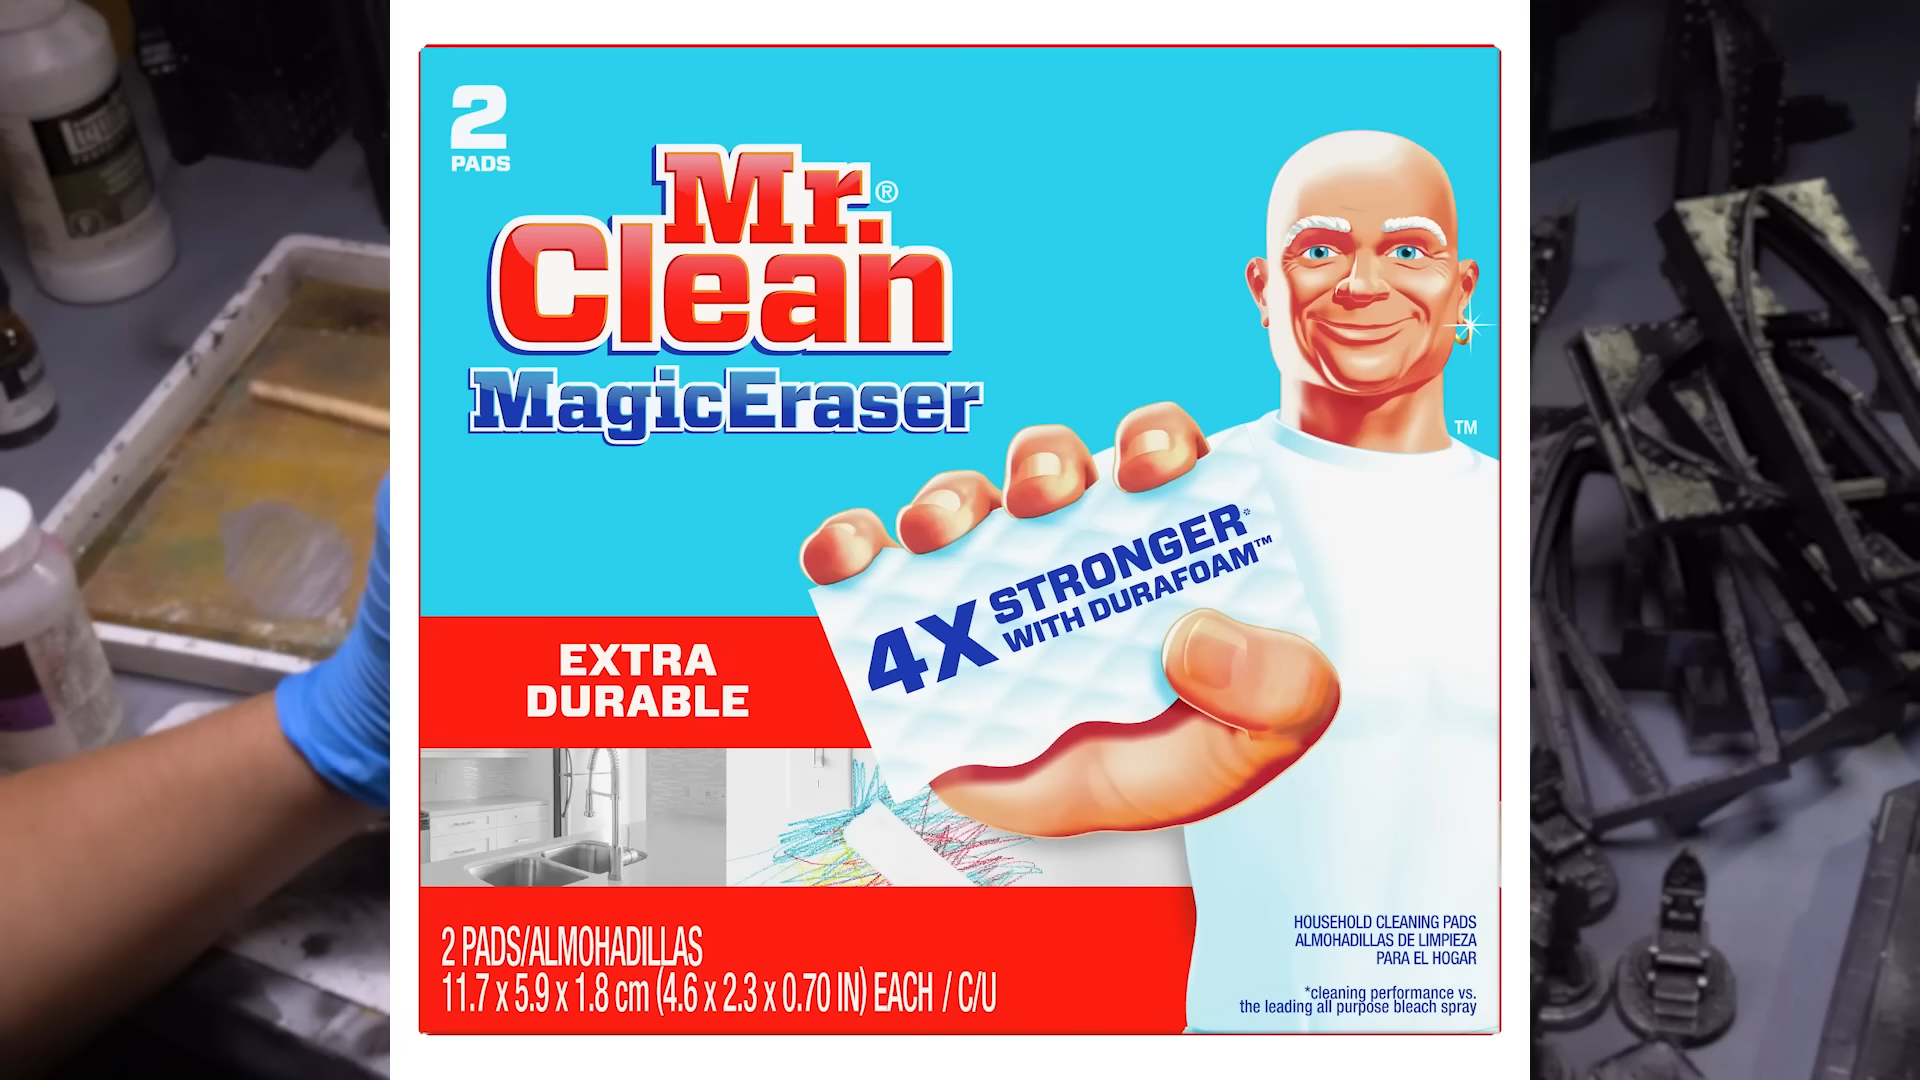 2
PADS
Mr.®
Clean
MagicEraser
™
4X STRONGER*
WITH DURAFOAM™
EXTRA
DURABLE
2 PADS/ALMOHADILLAS
11.7 x 5.9 x 1.8 cm (4.6 x 2.3 x 0.70 IN) EACH / C/U
HOUSEHOLD CLEANING PADS
ALMOHADILLAS DE LIMPIEZA
PARA EL HOGAR
*cleaning performance vs.
the leading all purpose bleach spray